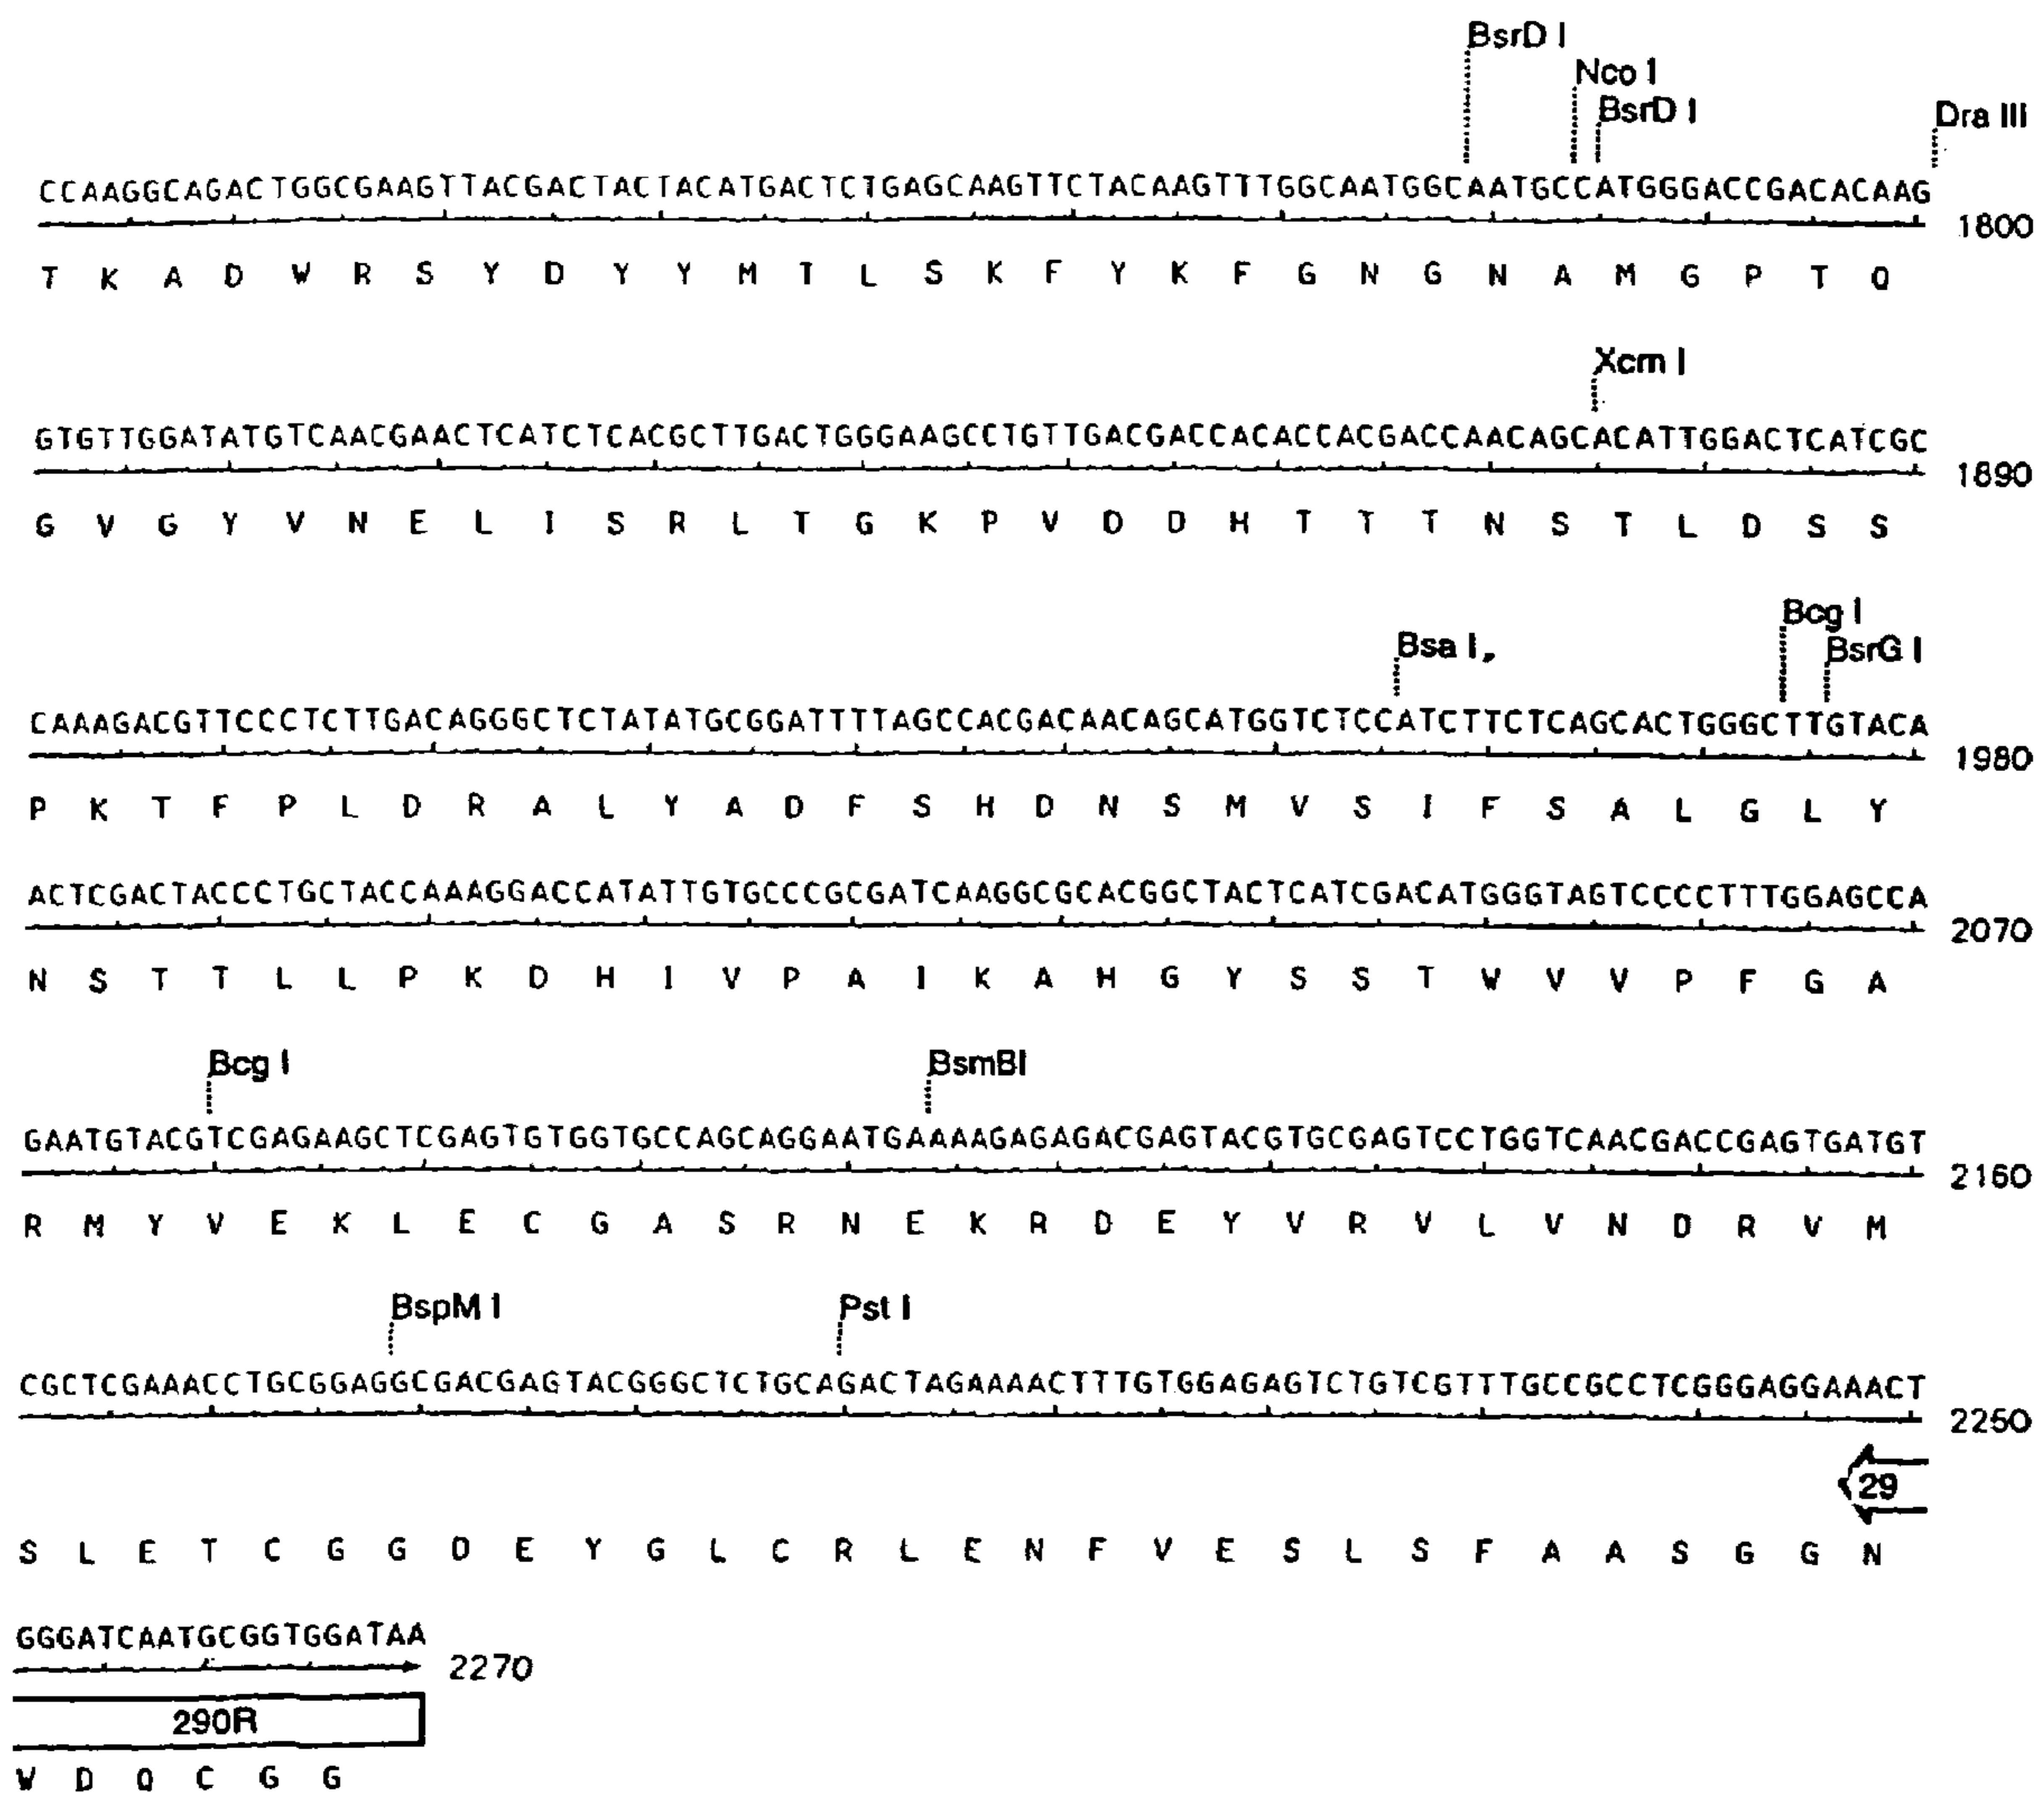 BsrD I
Nco I
BsrD I
Dra III
CCAAGGCAGACTGGCGAAGTTACGACTACTACATGACTCTGAGCAAGTTCTACAAGTTTGGCAATGGCAATGCCATGGGACCGACACAAG
1800
T K A D W R S Y D Y Y M T L S K F Y K F G N G N A M G P T Q
Xcm I
GTGTTGGATATGTCAACGAACTCATCTCACGCTTGACTGGGAAGCCTGTTGACGACCACACCACGACCAACAGCACATTGGACTCATCGC
1890
G V G Y V N E L I S R L T G K P V D D H T T T N S T L D S S
Bcg I
Bsa I
BsrG I
CAAAGACGTTCCCTCTTGACAGGGCTCTATATGCGGATTTTAGCCACGACAACAGCATGGTCTCCATCTTCTCAGCACTGGGCTTGTACA
1980
P K T F P L D R A L Y A D F S H D N S M V S I F S A L G L Y
ACTCGACTACCCTGCTACCAAAGGACCATATTGTGCCCGCGATCAAGGCGCACGGCTACTCATCGACATGGGTAGTCCCCTTTGGAGCCA
2070
N S T T L L P K D H I V P A I K A H G Y S S T W V V P F G A
Bcg I
BsmBI
GAATGTACGTCGAGAAGCTCGAGTGTGGTGCCAGCAGGAATGAAAAGAGAGACGAGTACGTGCGAGTCCTGGTCAACGACCGAGTGATGT
2160
R M Y V E K L E C G A S R N E K R D E Y V R V L V N D R V M
BspM I
Pst I
CGCTCGAAACCTGCGGAGGCGACGAGTACGGGCTCTGCAGACTAGAAAACTTTGTGGAGAGTCTGTCGTTTGCCGCCTCGGGAGGAAACT
2250
29
S L E T C G G D E Y G L C R L E N F V E S L S F A A S G G N
GGGATCAATGCGGTGGATAA
2270
290R
W D Q C G G